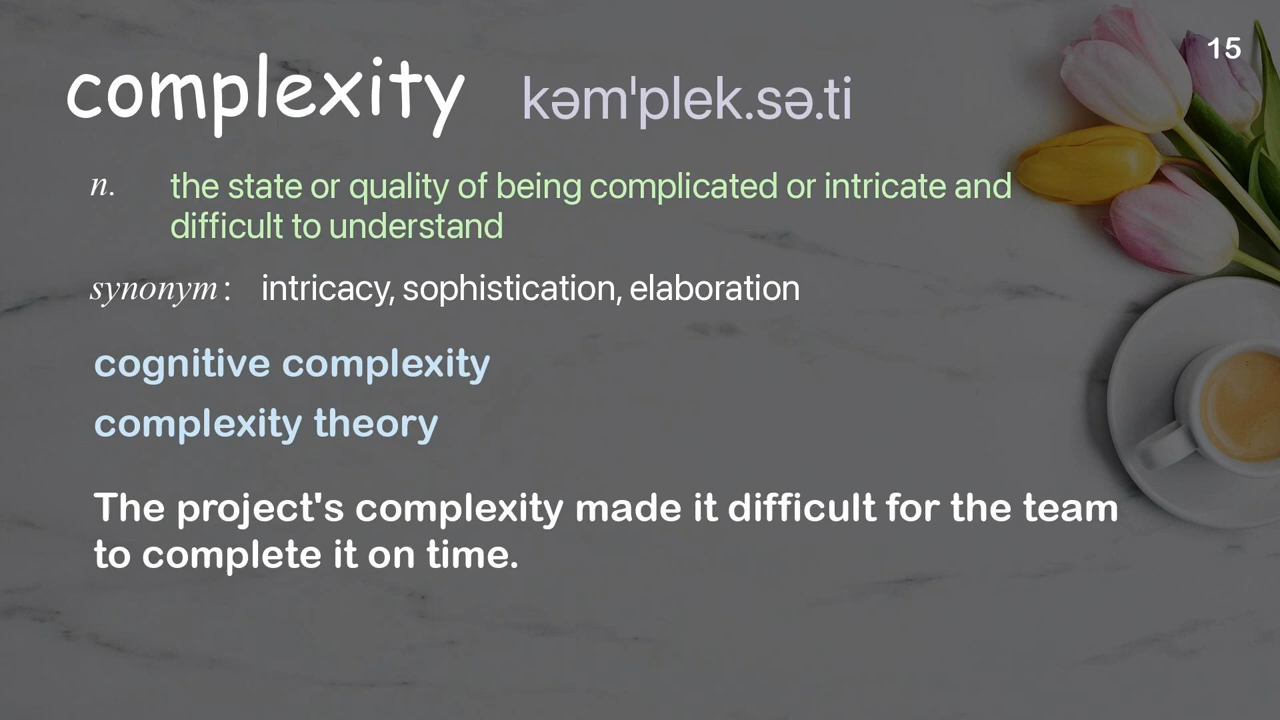 15
complexity kəm'plek.sə.ti
n. the state or quality of being complicated or intricate and
difficult to understand
synonym : intricacy, sophistication, elaboration
cognitive complexity
complexity theory
The project's complexity made it difficult for the team
to complete it on time.